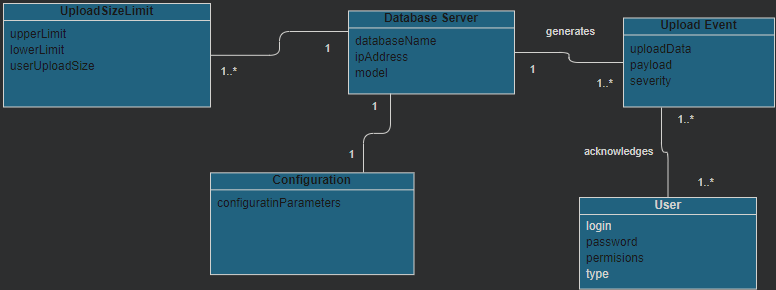 UploadSizeLimit
upperLimit
lowerLimit
userUploadSize
1..*
1
Database Server
databaseName
ipAddress
model
generates
1
1..*
Upload Event
uploadData
payload
severity
1
1
Configuration
configuratinParameters
1..*
acknowledges
1..*
User
login
password
permisions
type